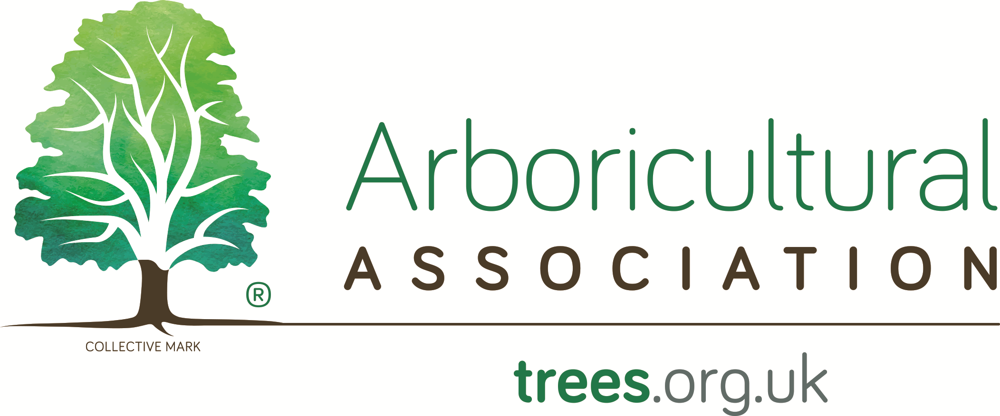 Arboricultural
ASSOCIATION
®
COLLECTIVE MARK
trees.org.uk